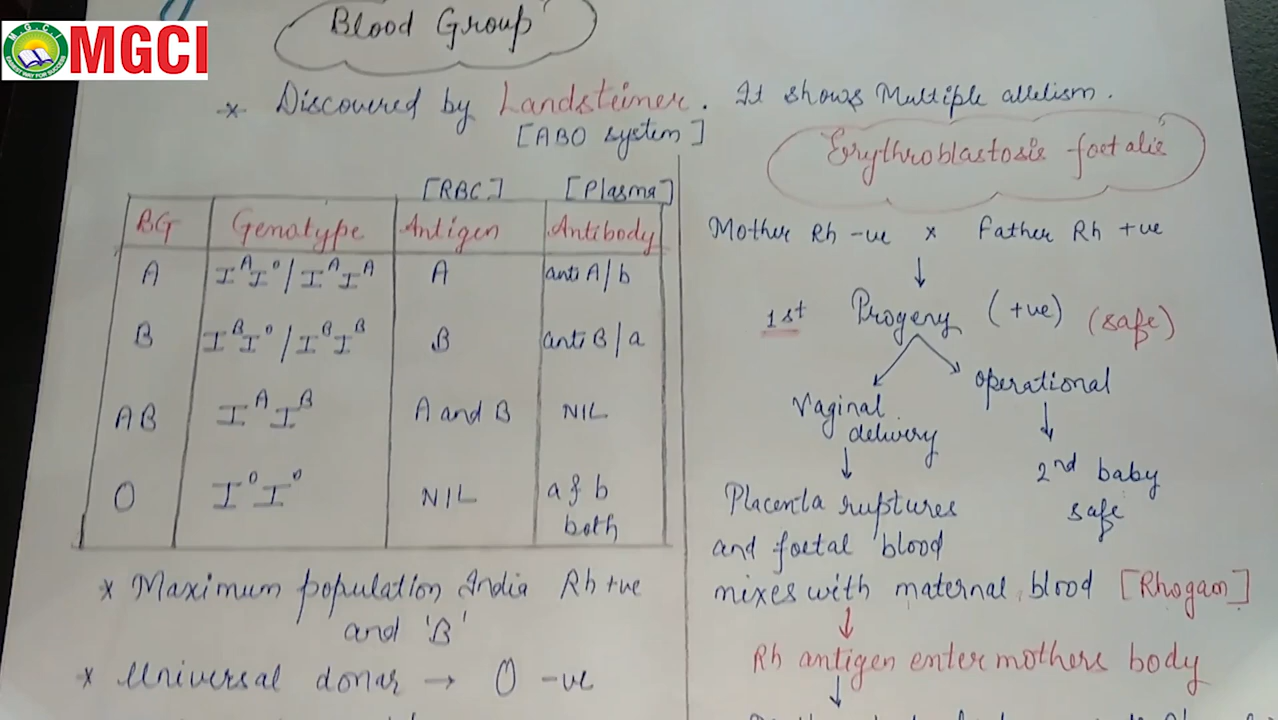 MGCI
Blood Group
* Discovered by Landsteiner. It shows Multiple allelism.
[ABO system]
[RBC] [Plasma]
BG Genotype Antigen Antibody
A I^A I^o / I^A I^A A anti A/b
B I^B I^o / I^B I^B B anti B/a
AB I^A I^B A and B NIL
O I^o I^o NIL a & b
both
* Maximum population India Rh +ve
and 'B'
* Universal donar → O -ve
Erythroblastosis foetalis
Mother Rh -ve x Father Rh +ve
↓
1st Progeny (+ve) (safe)
Vaginal delivery
↓
Operational
↓
2nd baby
safe
Placenta ruptures
and foetal blood
mixes with maternal blood [Rhogam]
↓
Rh antigen enter mothers body
↓